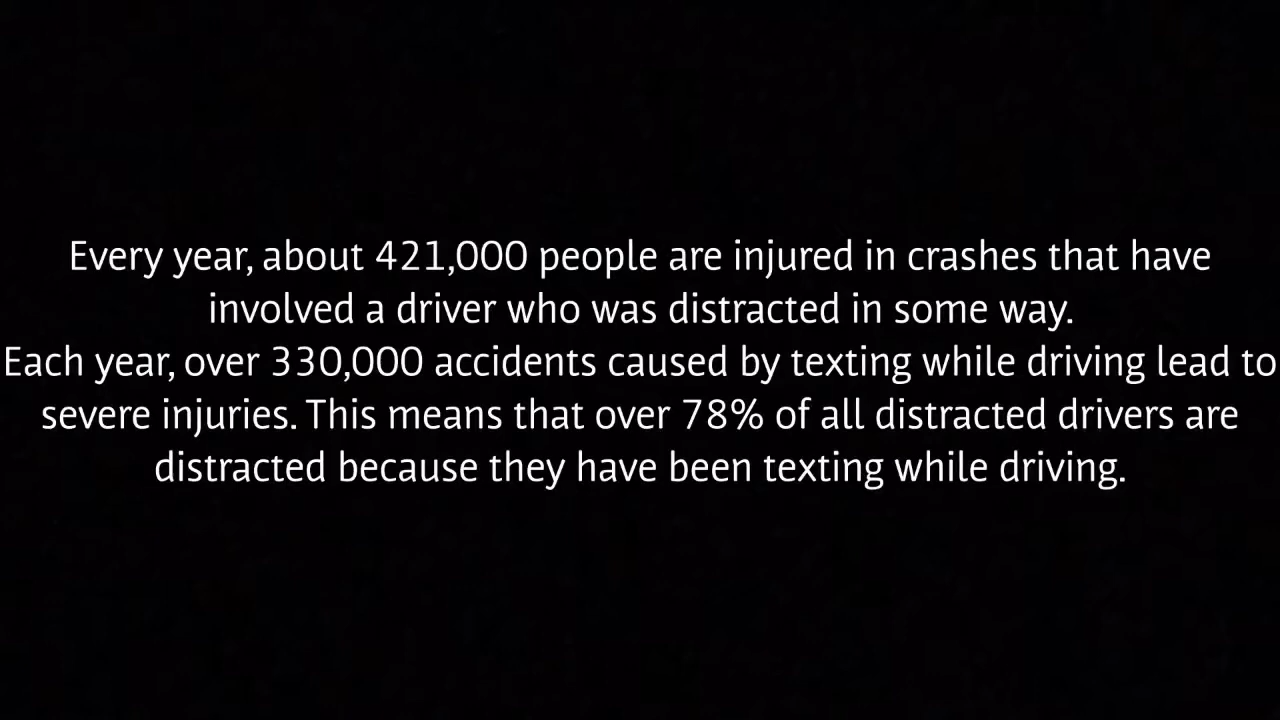 Every year, about 421,000 people are injured in crashes that have
involved a driver who was distracted in some way.
Each year, over 330,000 accidents caused by texting while driving lead to
severe injuries. This means that over 78% of all distracted drivers are
distracted because they have been texting while driving.